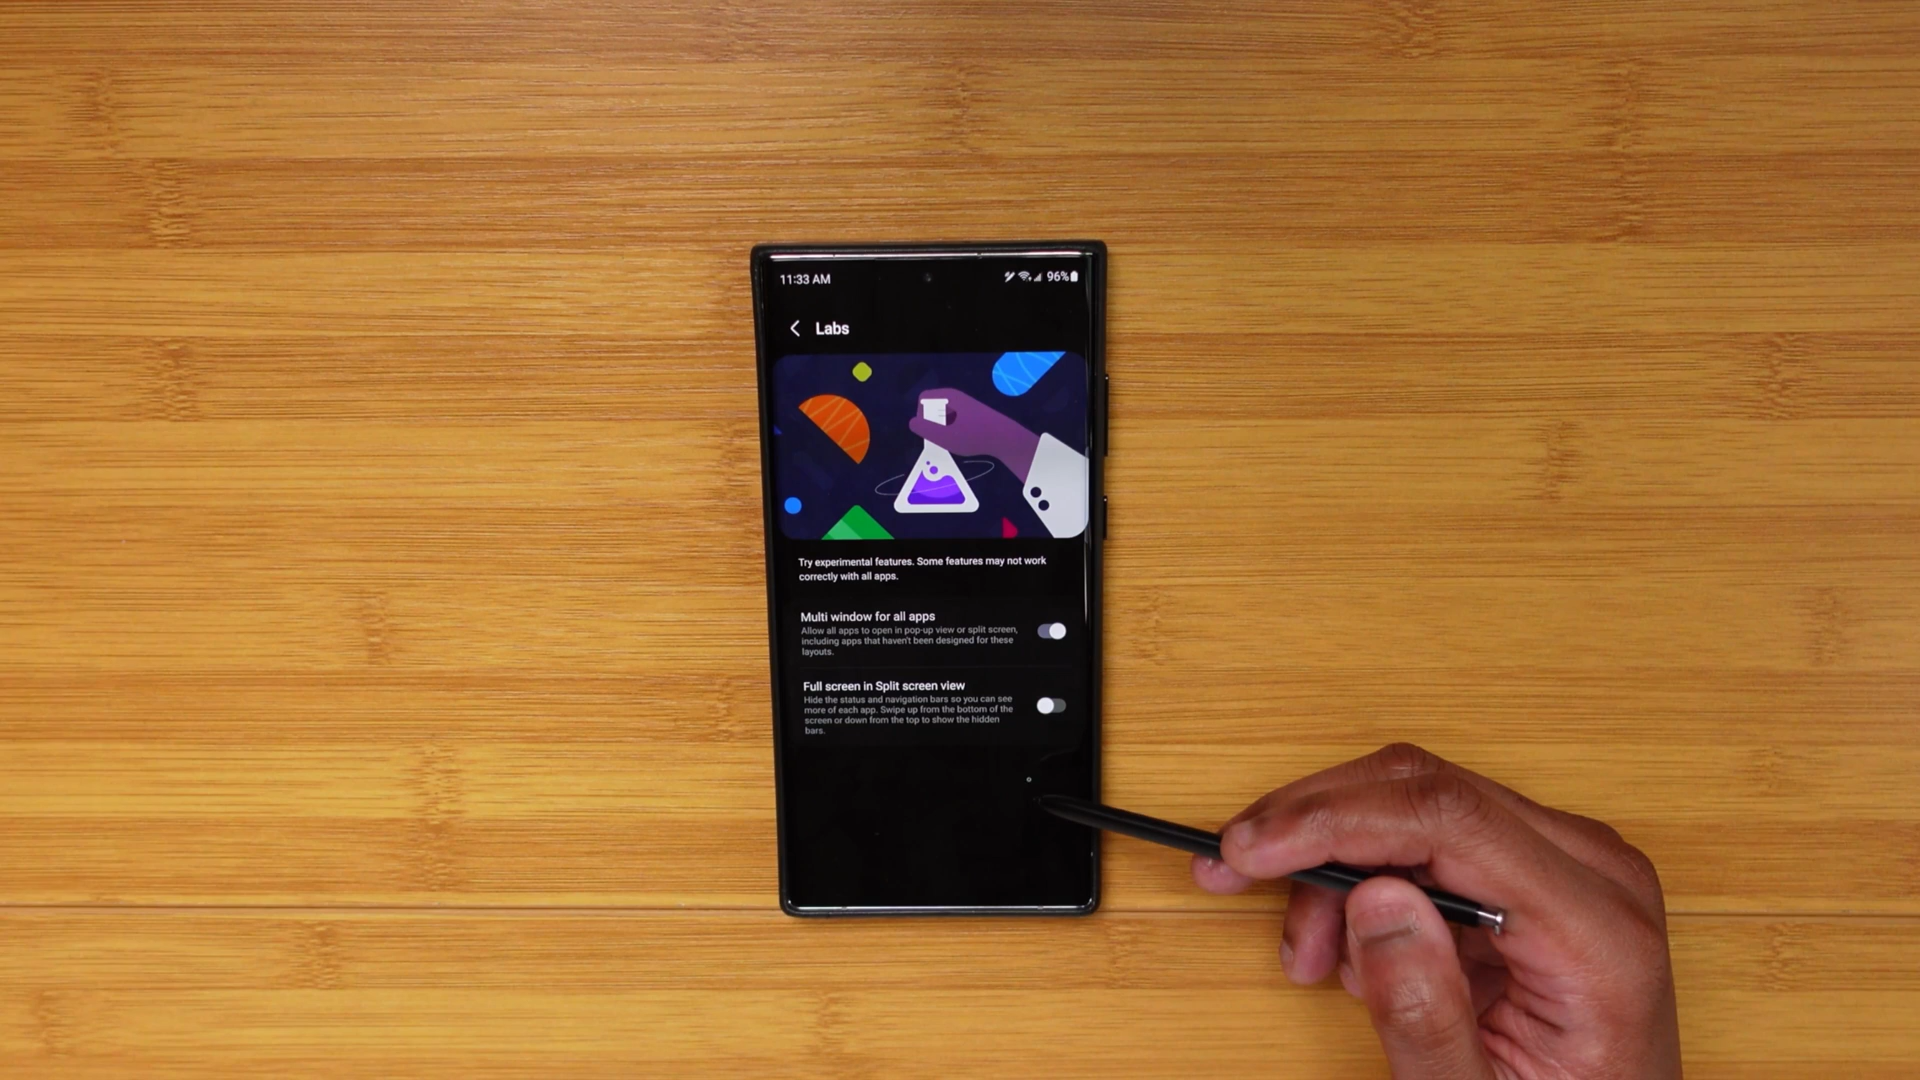 11:33 AM
96%
Labs
Try experimental features. Some features may not work
correctly with all apps.
Multi window for all apps
Allow all apps to open in pop-up view or split screen,
including apps that haven't been designed for these
layouts.
Full screen in Split screen view
Hide the status and navigation bars so you can see
more of each app. Swipe up from the bottom of the
screen or down from the top to show the hidden
bars.